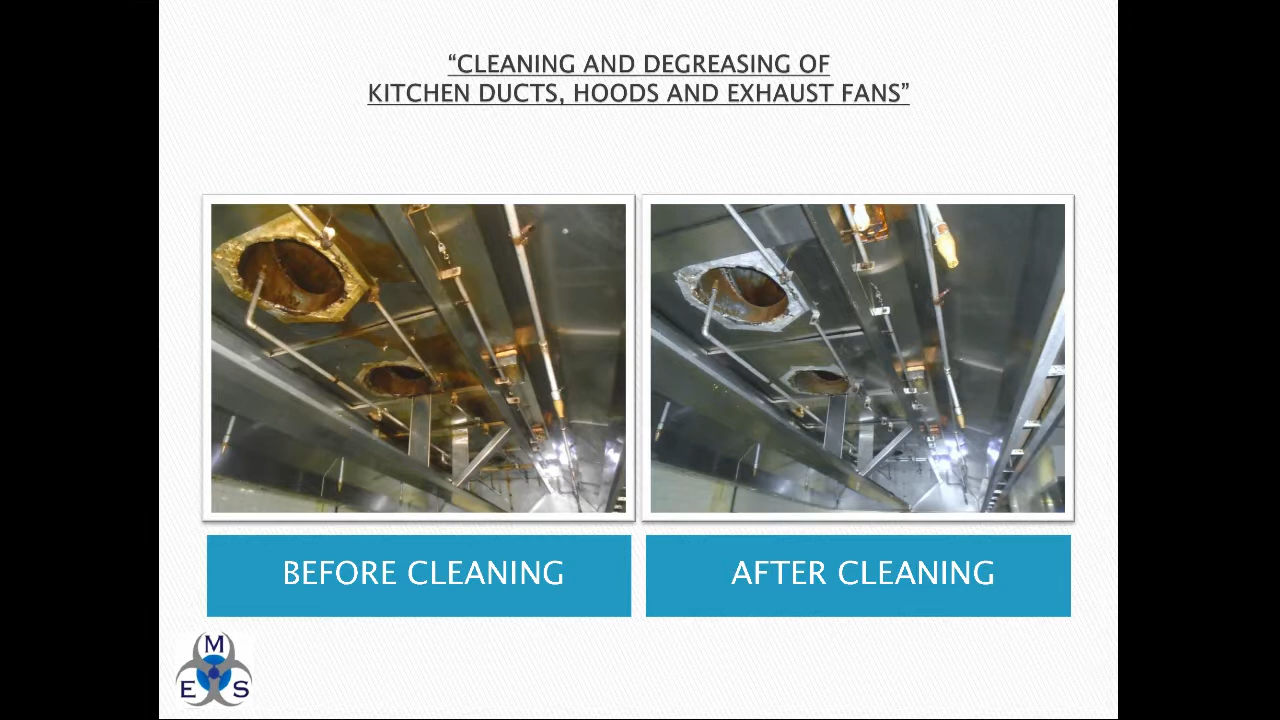 “CLEANING AND DEGREASING OF
KITCHEN DUCTS, HOODS AND EXHAUST FANS”
BEFORE CLEANING
AFTER CLEANING
M
E S